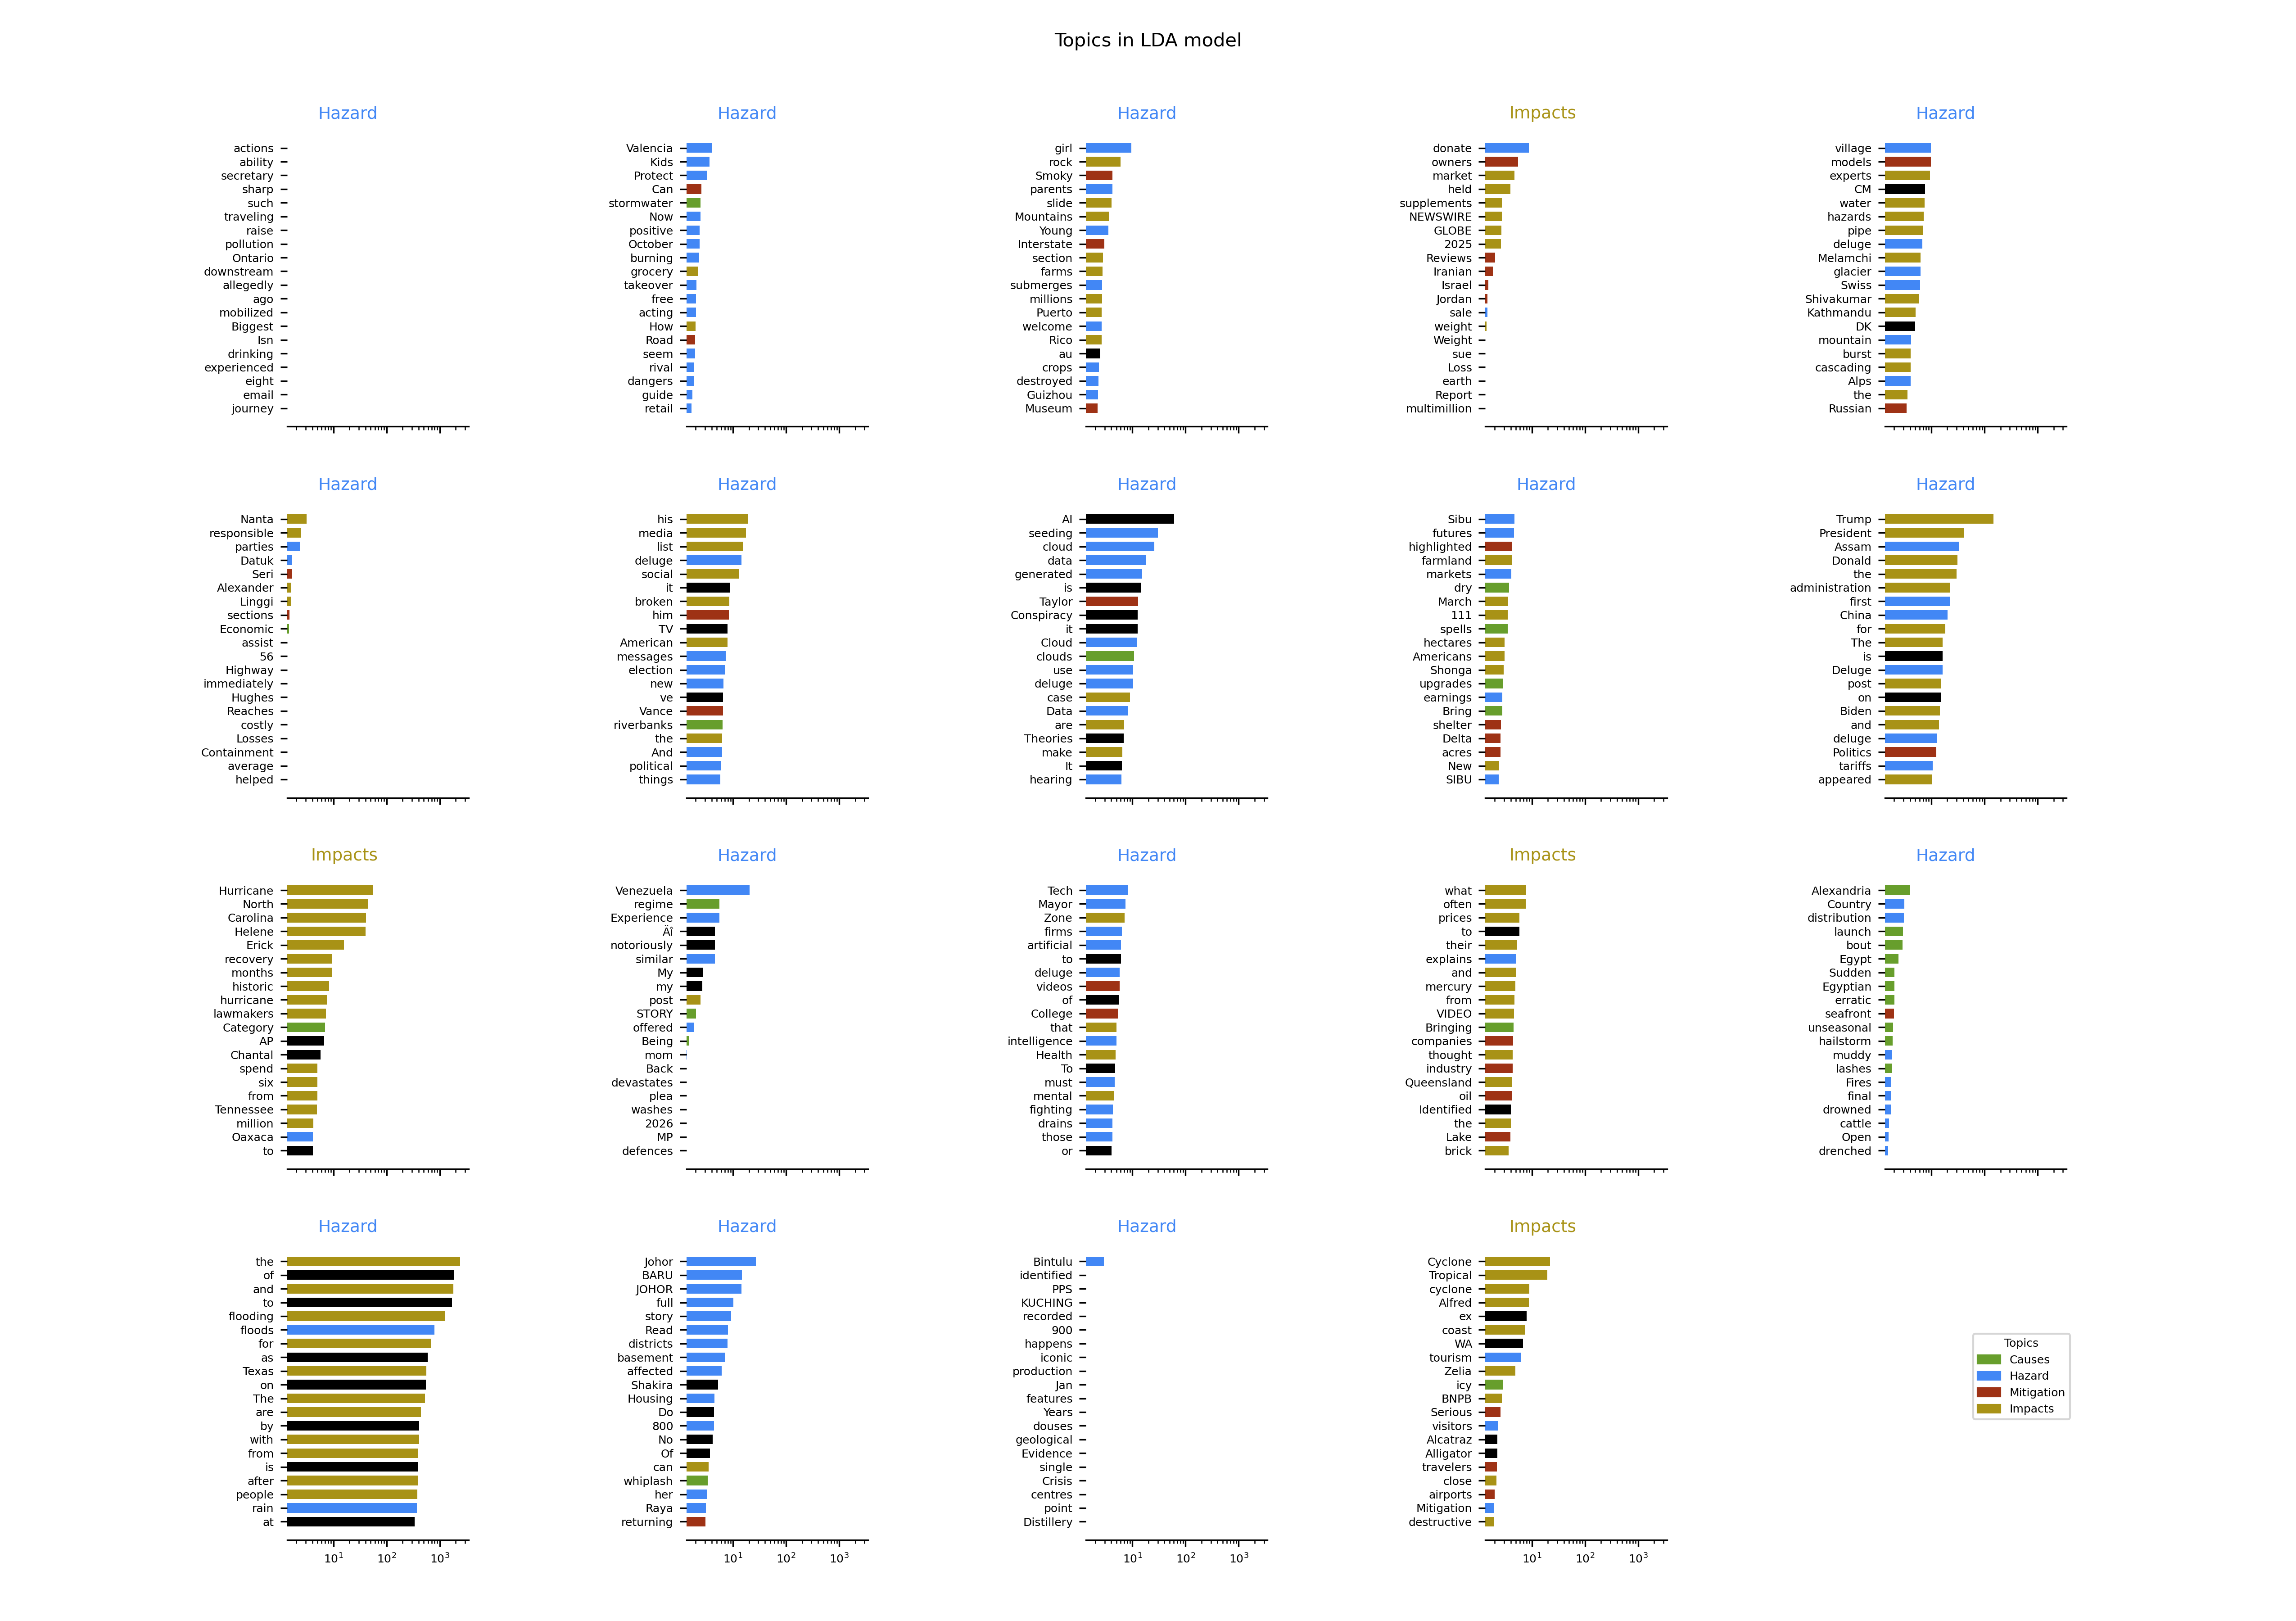 Topics in LDA model
Hazard
actions
ability
secretary
sharp
such
traveling
raise
pollution
Ontario
downstream
allegedly
ago
mobilized
Biggest
Isn
drinking
experienced
eight
email
journey
Hazard
Valencia
Kids
Protect
Can
stormwater
Now
positive
October
burning
grocery
takeover
free
acting
How
Road
seem
rival
dangers
guide
retail
Hazard
girl
rock
Smoky
parents
slide
Mountains
Young
Interstate
section
farms
submerges
millions
Puerto
welcome
Rico
au
crops
destroyed
Guizhou
Museum
Impacts
donate
owners
market
held
supplements
NEWSWIRE
GLOBE
2025
Reviews
Iranian
Israel
Jordan
sale
weight
Weight
sue
Loss
earth
Report
multimillion
Hazard
village
models
experts
CM
water
hazards
pipe
deluge
Melamchi
glacier
Swiss
Shivakumar
Kathmandu
DK
mountain
burst
cascading
Alps
the
Russian
Hazard
Nanta
responsible
parties
Datuk
Seri
Alexander
Linggi
sections
Economic
assist
56
Highway
immediately
Hughes
Reaches
costly
Losses
Containment
average
helped
Hazard
his
media
list
deluge
social
it
broken
him
TV
American
messages
election
new
ve
Vance
riverbanks
the
And
political
things
Hazard
AI
seeding
cloud
data
generated
is
Taylor
Conspiracy
it
Cloud
clouds
use
deluge
case
Data
are
Theories
make
It
hearing
Hazard
Sibu
futures
highlighted
farmland
markets
dry
March
111
spells
hectares
Americans
Shonga
upgrades
earnings
Bring
shelter
Delta
acres
New
SIBU
Hazard
Trump
President
Assam
Donald
the
administration
first
China
for
The
is
Deluge
post
on
Biden
and
deluge
Politics
tariffs
appeared
Impacts
Hurricane
North
Carolina
Helene
Erick
recovery
months
historic
hurricane
lawmakers
Category
AP
Chantal
spend
six
from
Tennessee
million
Oaxaca
to
Hazard
Venezuela
regime
Experience
Äî
notoriously
similar
My
my
post
STORY
offered
Being
mom
Back
devastates
plea
washes
2026
MP
defences
Hazard
Tech
Mayor
Zone
firms
artificial
to
deluge
videos
of
College
that
intelligence
Health
To
must
mental
fighting
drains
those
or
Impacts
what
often
prices
to
their
explains
and
mercury
from
VIDEO
Bringing
companies
thought
industry
Queensland
oil
Identified
the
Lake
brick
Hazard
Alexandria
Country
distribution
launch
bout
Egypt
Sudden
Egyptian
erratic
seafront
unseasonal
hailstorm
muddy
lashes
Fires
final
drowned
cattle
Open
drenched
Hazard
the
of
and
to
flooding
floods
for
as
Texas
on
The
are
by
with
from
is
after
people
rain
at
10¹ 10² 10³
Hazard
Johor
BARU
JOHOR
full
story
Read
districts
basement
affected
Shakira
Housing
Do
800
No
Of
can
whiplash
her
Raya
returning
10¹ 10² 10³
Hazard
Bintulu
identified
PPS
KUCHING
recorded
900
happens
iconic
production
Jan
features
Years
douses
geological
Evidence
single
Crisis
centres
point
Distillery
10¹ 10² 10³
Impacts
Cyclone
Tropical
cyclone
Alfred
ex
coast
WA
tourism
Zelia
icy
BNPB
Serious
visitors
Alcatraz
Alligator
travelers
close
airports
Mitigation
destructive
10¹ 10² 10³
Topics
Causes
Hazard
Mitigation
Impacts